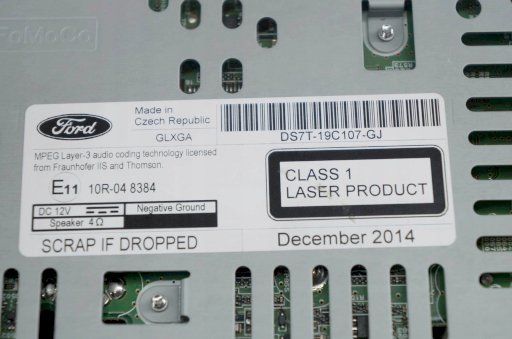 FoMoCo
Ford
Made in
Czech Republic
GLXGA
DS7T-19C107-GJ
MPEG Layer-3 audio coding technology licensed
from Fraunhofer IIS and Thomson.
E11 10R-04 8384
CLASS 1
LASER PRODUCT
DC 12V
Negative Ground
Speaker 4Ω
SCRAP IF DROPPED
December 2014